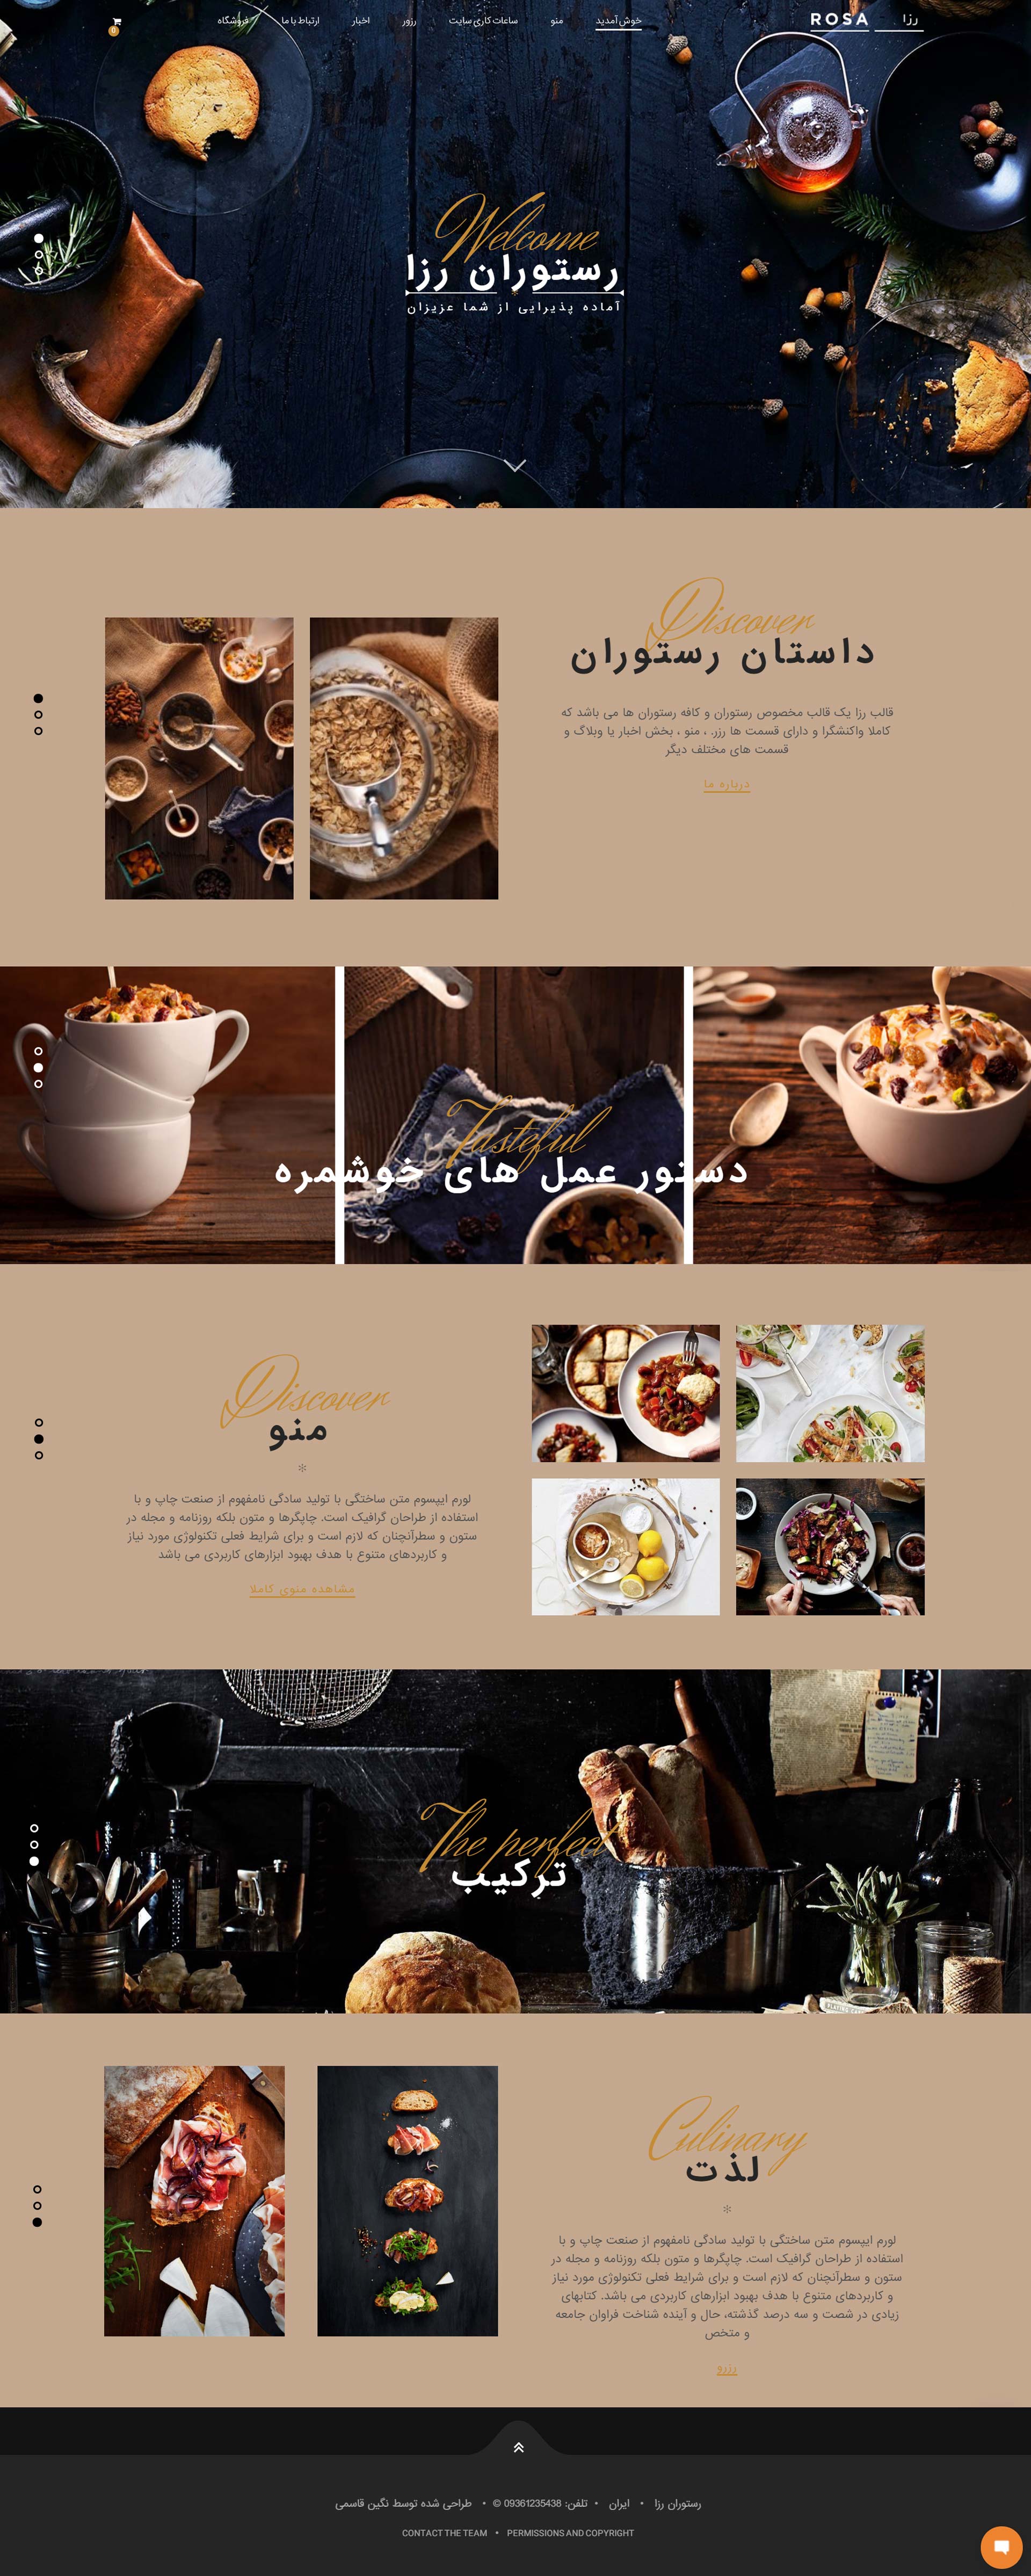 رزا ROSA
خوش آمدید
منو
ساعات کاری سایت
رزور
اخبار
ارتباط با ما
فروشگاه
0
Welcome
رستوران رزا
آماده پذیرایی از شما عزیزان
Discover
داستان رستوران
قالب رزا یک قالب مخصوص رستوران و کافه رستوران ها می باشد که
کاملا واکنشگرا و دارای قسمت ها رزر. ، منو ، بخش اخبار یا وبلاگ و
قسمت های مختلف دیگر
درباره ما
Tasteful
دستور عمل های خوشمره
Discover
منو
لورم ایپسوم متن ساختگی با تولید سادگی نامفهوم از صنعت چاپ و با
استفاده از طراحان گرافیک است. چاپگرها و متون بلکه روزنامه و مجله در
ستون و سطرآنچنان که لازم است و برای شرایط فعلی تکنولوژی مورد نیاز
و کاربردهای متنوع با هدف بهبود ابزارهای کاربردی می باشد
مشاهده منوی کاملا
The perfect
ترکیب
Culinary
لذت
لورم ایپسوم متن ساختگی با تولید سادگی نامفهوم از صنعت چاپ و با
استفاده از طراحان گرافیک است. چاپگرها و متون بلکه روزنامه و مجله در
ستون و سطرآنچنان که لازم است و برای شرایط فعلی تکنولوژی مورد نیاز
و کاربردهای متنوع با هدف بهبود ابزارهای کاربردی می باشد. کتابهای
زیادی در شصت و سه درصد گذشته، حال و آینده شناخت فراوان جامعه
و متخص
رزرو
رستوران رزا • ایران • تلفن: 09361235438 © • طراحی شده توسط نگین قاسمی
CONTACT THE TEAM • PERMISSIONS AND COPYRIGHT